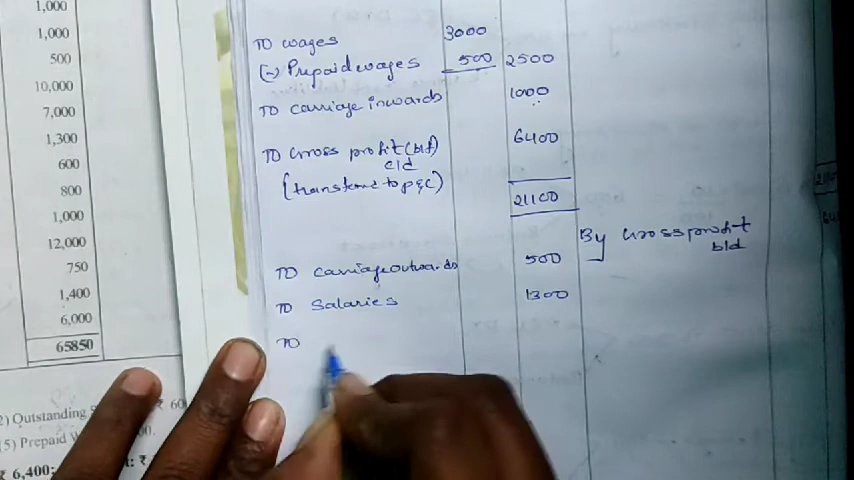 1,000
1,000
500
10,000
7,000
1,300
600
800
1,000
12,000
750
1,400
6,000
65850
2) Outstanding
₹ 60
(5) Prepaid
₹ 6,400;
To wages 3000
(-) Prepaid wages 500 2500
To carriage inwards 1000
To Gross profit (b/f) 6400
c/d
(transferred to P&C)
21100
By Gross profit
b/d
To carriage outwards 500
To Salaries 1300
To